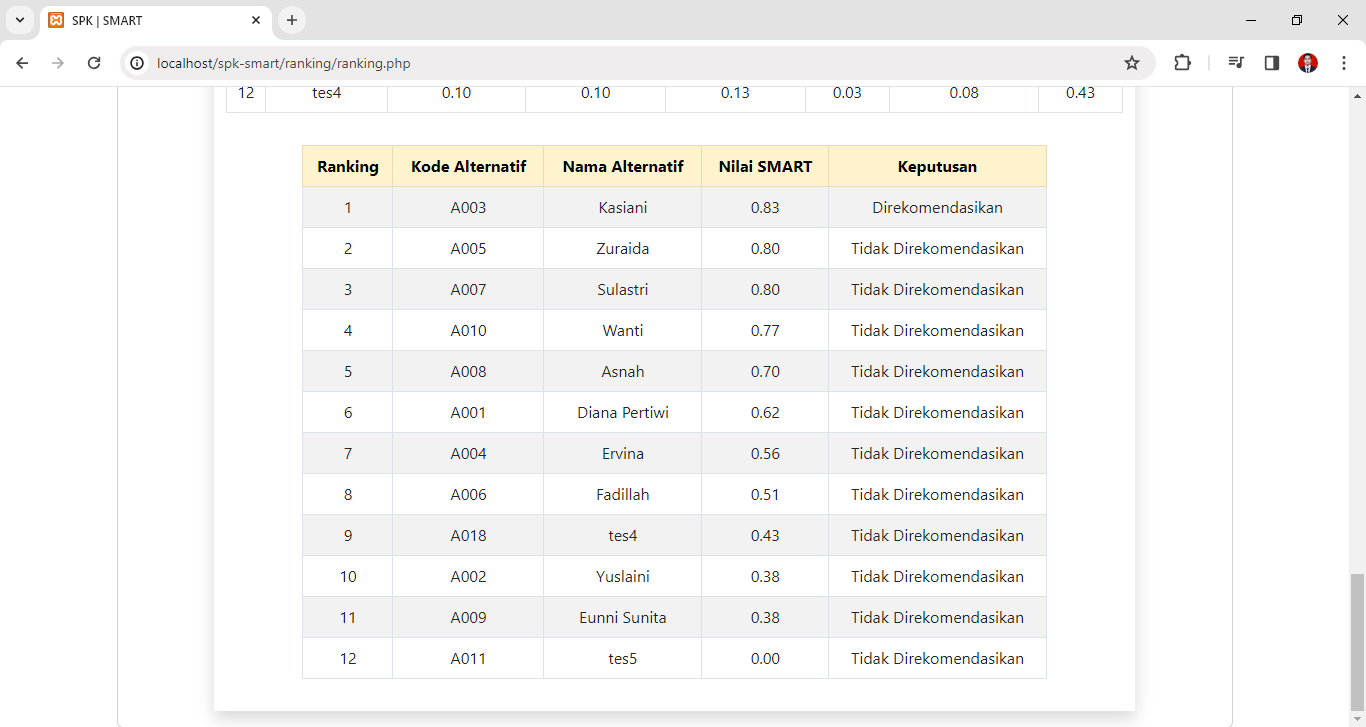 SPK | SMART
localhost/spk-smart/ranking/ranking.php
12 tes4 0.10 0.10 0.13 0.03 0.08 0.43
Ranking Kode Alternatif Nama Alternatif Nilai SMART Keputusan
1 A003 Kasiani 0.83 Direkomendasikan
2 A005 Zuraida 0.80 Tidak Direkomendasikan
3 A007 Sulastri 0.80 Tidak Direkomendasikan
4 A010 Wanti 0.77 Tidak Direkomendasikan
5 A008 Asnah 0.70 Tidak Direkomendasikan
6 A001 Diana Pertiwi 0.62 Tidak Direkomendasikan
7 A004 Ervina 0.56 Tidak Direkomendasikan
8 A006 Fadillah 0.51 Tidak Direkomendasikan
9 A018 tes4 0.43 Tidak Direkomendasikan
10 A002 Yuslaini 0.38 Tidak Direkomendasikan
11 A009 Eunni Sunita 0.38 Tidak Direkomendasikan
12 A011 tes5 0.00 Tidak Direkomendasikan